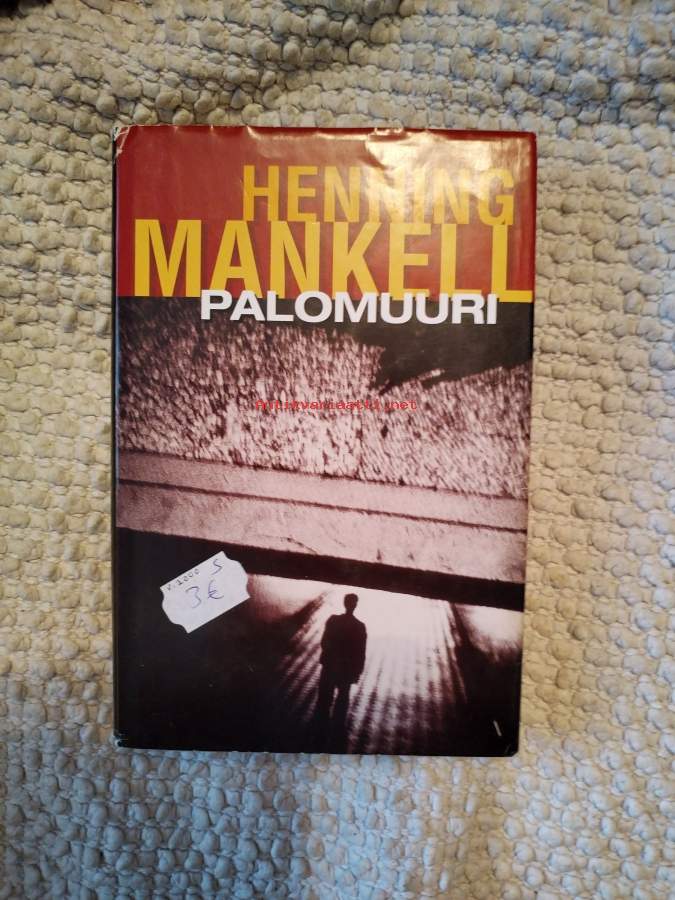 HENNING
MANKELL
PALOMUURI
Antikvariaatti.net
S
3€